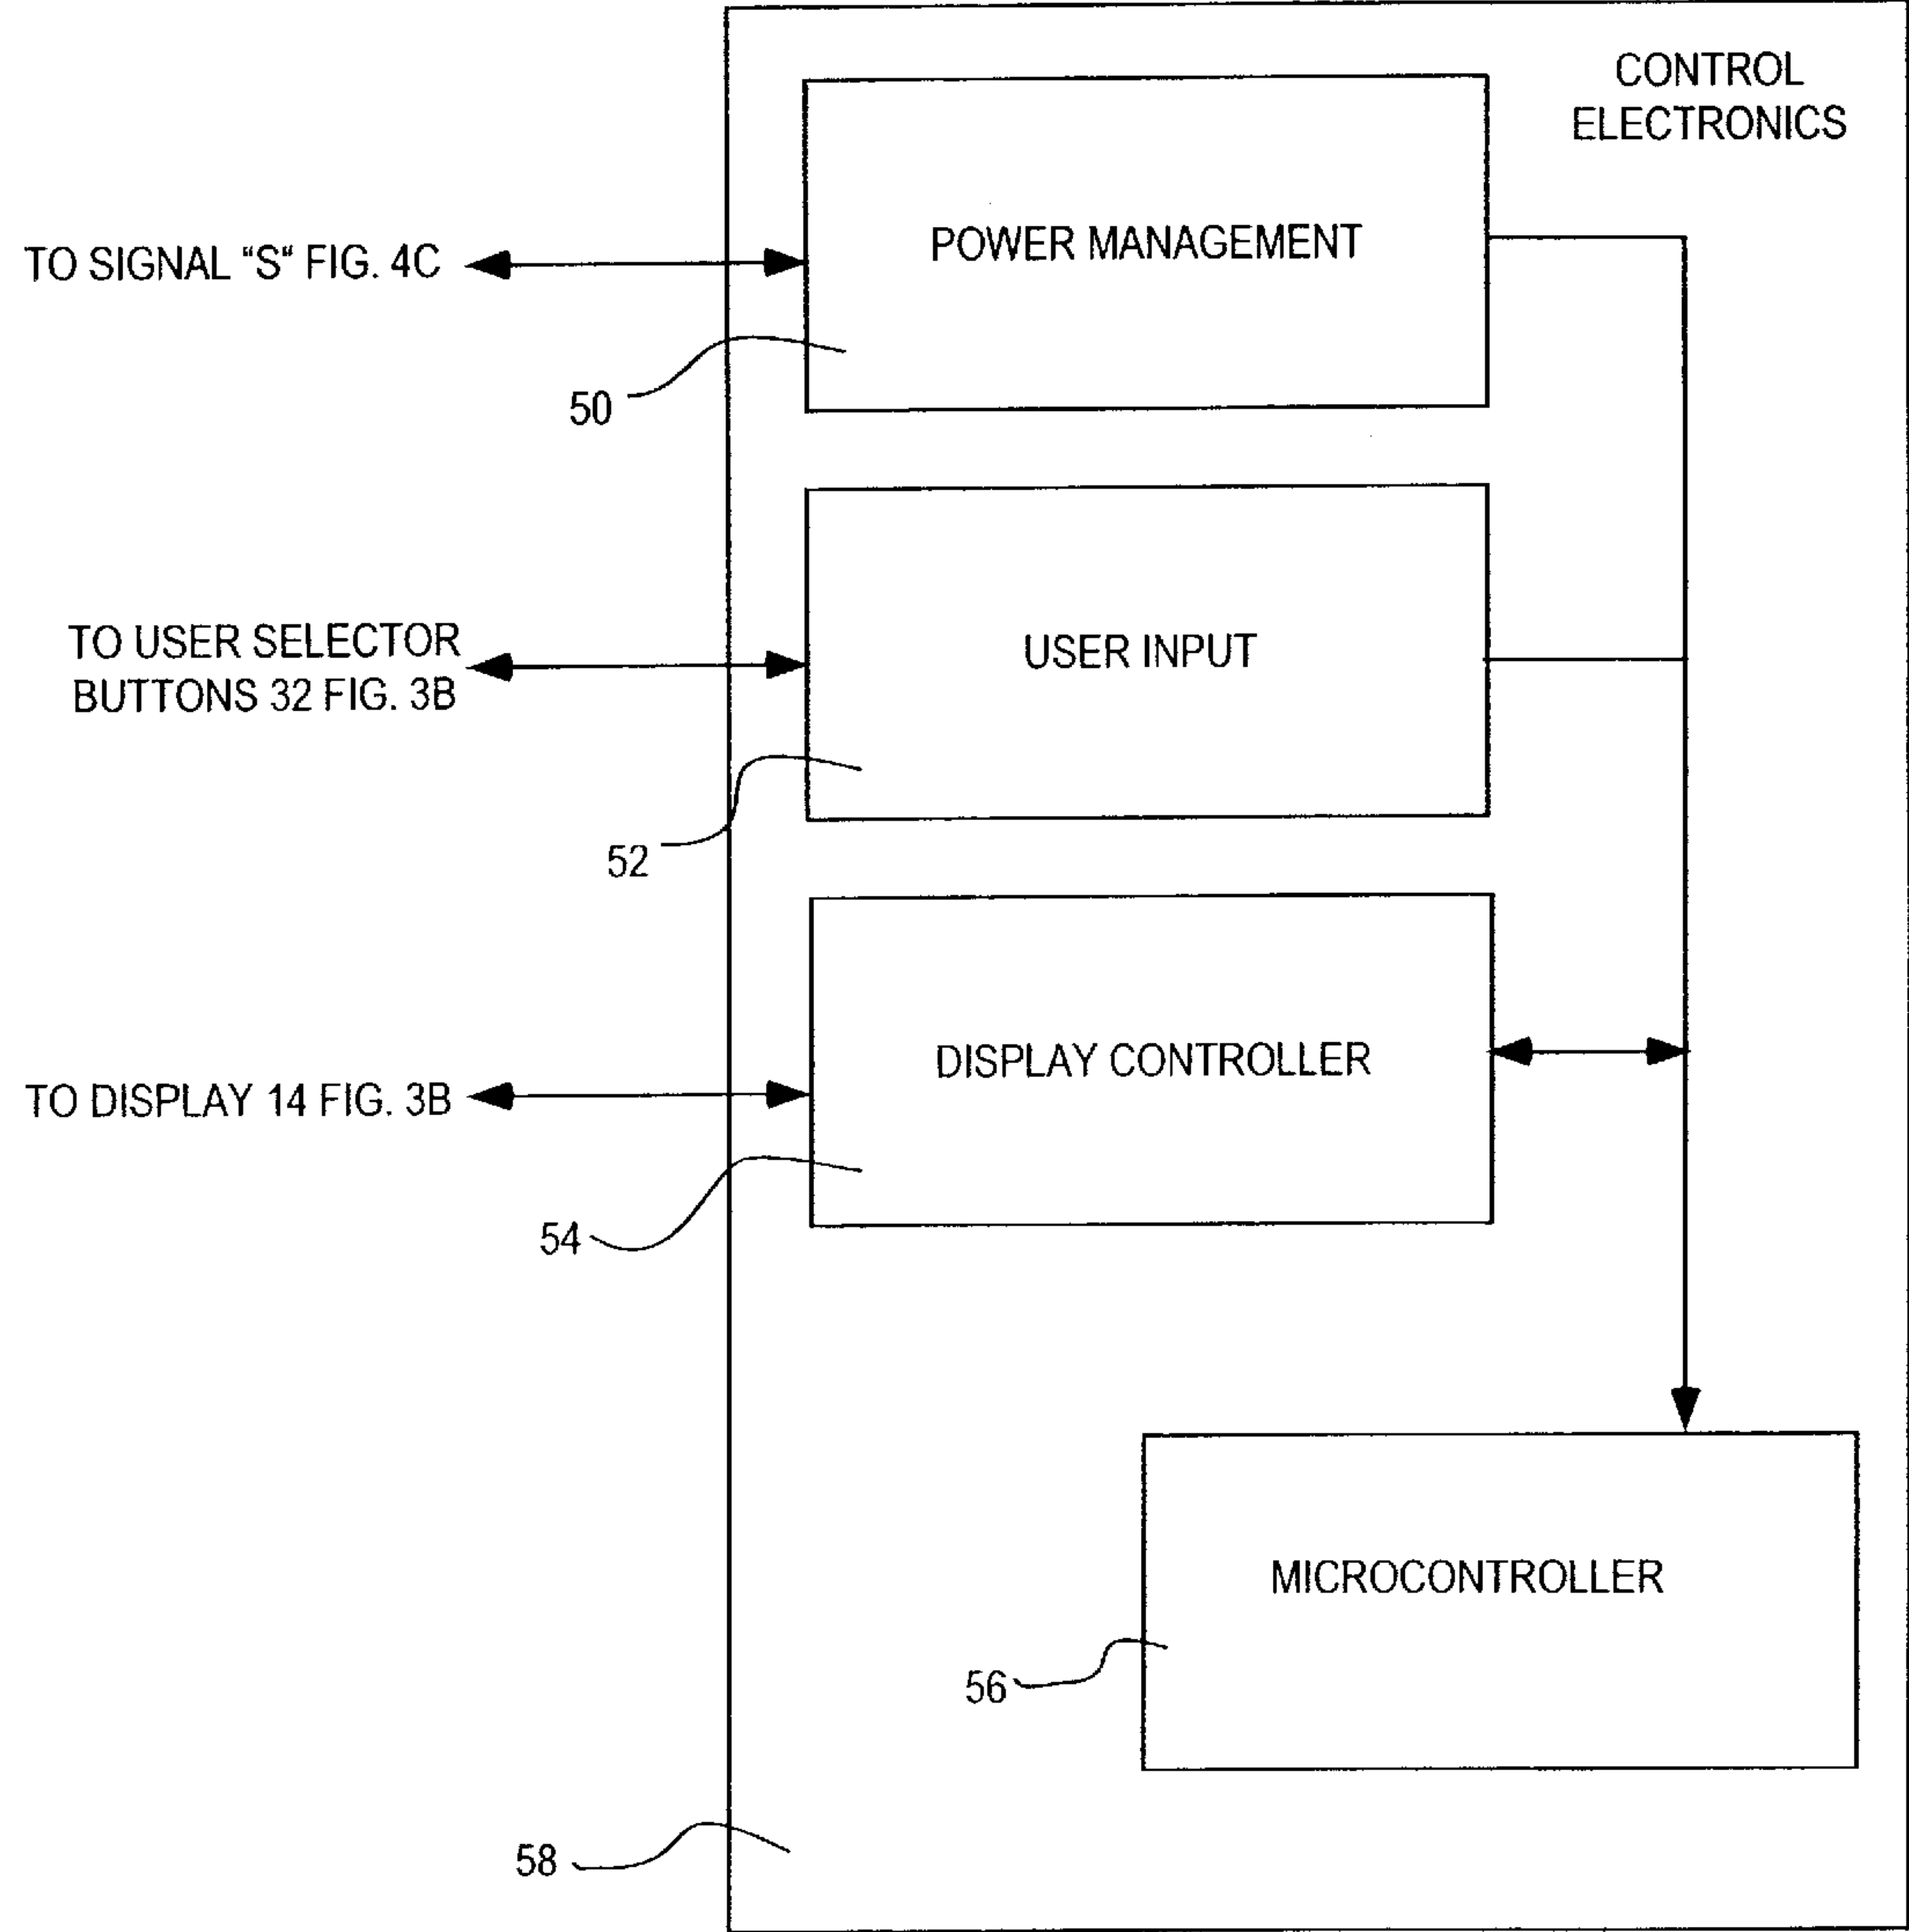 CONTROL
ELECTRONICS
POWER MANAGEMENT
TO SIGNAL "S" FIG. 4C
50
USER INPUT
TO USER SELECTOR
BUTTONS 32 FIG. 3B
52
DISPLAY CONTROLLER
TO DISPLAY 14 FIG. 3B
54
MICROCONTROLLER
56
58